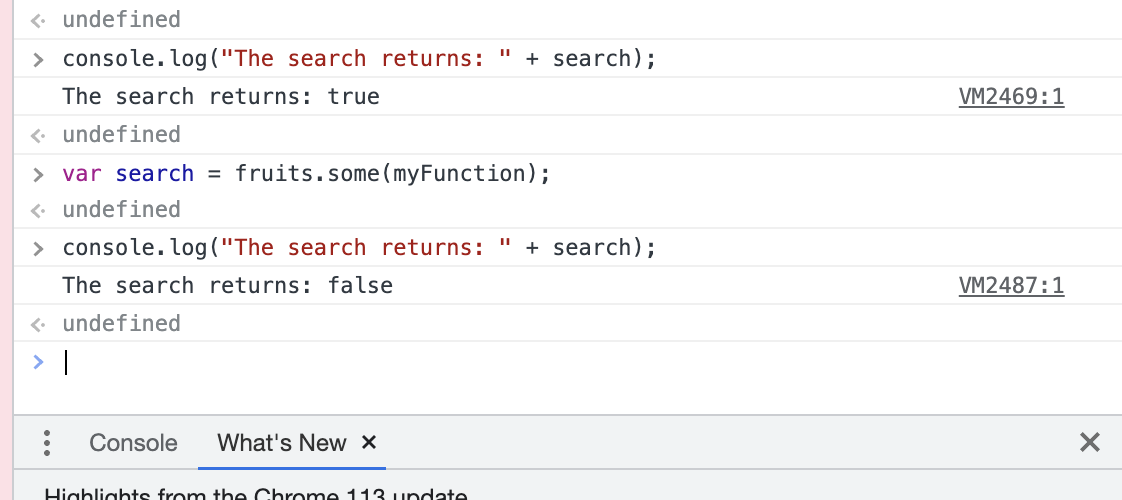 undefined
console.log("The search returns: " + search);
The search returns: true VM2469:1
undefined
var search = fruits.some(myFunction);
undefined
console.log("The search returns: " + search);
The search returns: false VM2487:1
undefined
Console What's New
Highlights from the Chrome 113 update